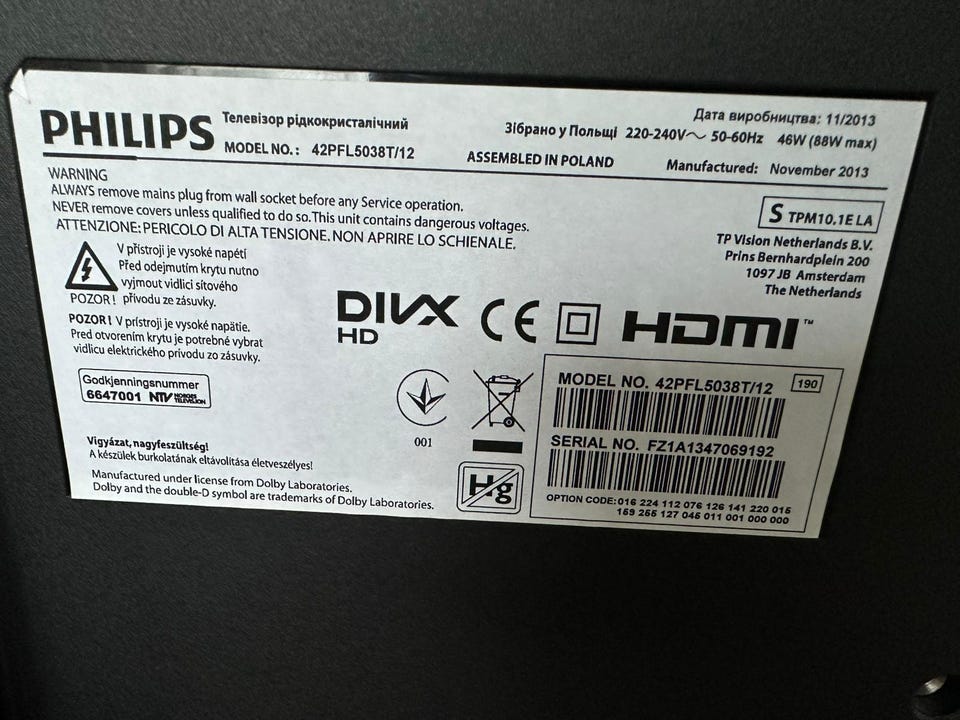 PHILIPS
Телевізор рідкокристалічний
MODEL NO.: 42PFL5038T/12
Зібрано у Польщі 220-240V~ 50-60Hz
ASSEMBLED IN POLAND
Дата виробництва: 11/2013
46W (88W max)
Manufactured: November 2013
WARNING
ALWAYS remove mains plug from wall socket before any Service operation.
NEVER remove covers unless qualified to do so.This unit contains dangerous voltages.
ATTENZIONE: PERICOLO DI ALTA TENSIONE. NON APRIRE LO SCHIENALE.
S TPM10.1E LA
TP Vision Netherlands B.V.
Prins Bernhardplein 200
1097 JB Amsterdam
The Netherlands
V přístroji je vysoké napétí
Před odejmutím krytu nutno
vyjmout vidlici síťového
POZOR! přívodu ze zásuvky.
POZOR! V prístroji je vysoké napätie.
Pred otvorením krytu je potrebné vybrat
vidlicu elektrického prívodu zo zásuvky.
DIVX
HD
CE
HDMI™
Godkjenningsnummer
6647001 NTV NORGES TELEVISJON
001
Hg
MODEL NO. 42PFL5038T/12
190
SERIAL NO. FZ1A1347069192
OPTION CODE: 016 224 112 076 126 141 220 015
159 255 127 045 011 001 000 000
Vigyázat, nagyfeszültség!
A készülek burkolatának eltávolítása életveszélyes!
Manufactured under license from Dolby Laboratories.
Dolby and the double-D symbol are trademarks of Dolby Laboratories.